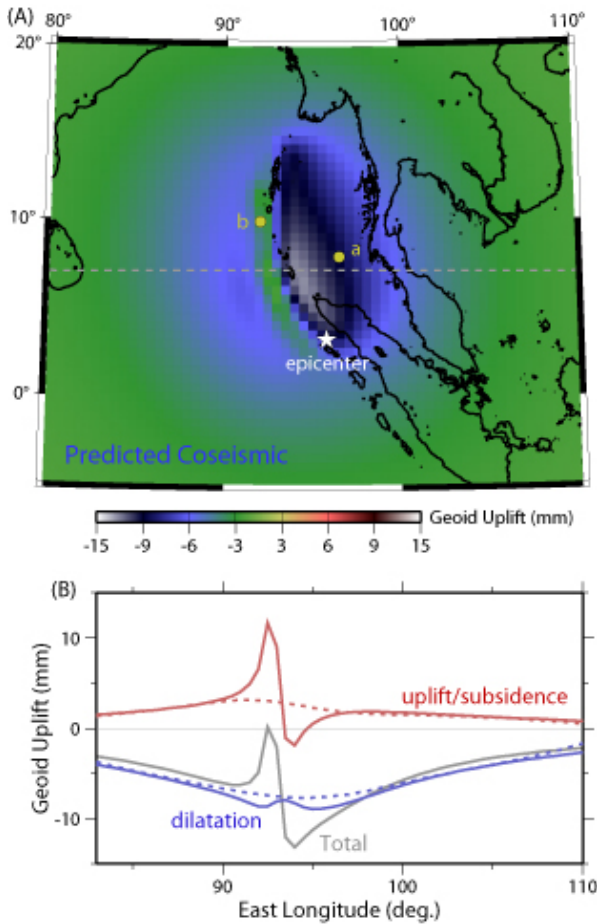 (A)
80° 90° 100° 110°
20°
10°
0°
b
a
epicenter
Predicted Coseismic
Geoid Uplift (mm)
-15 -9 -6 -3 3 6 9 15
(B)
10
0
-10
Geoid Uplift (mm)
uplift/subsidence
dilatation
Total
90 100 110
East Longitude (deg.)